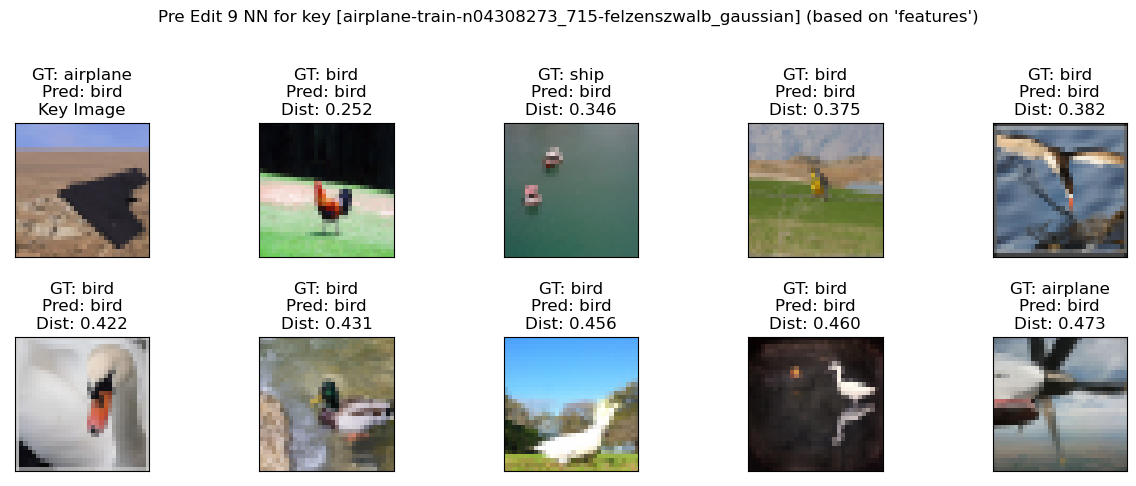 Pre Edit 9 NN for key [airplane-train-n04308273_715-felzenszwalb_gaussian] (based on 'features')
GT: airplane
Pred: bird
Key Image
GT: bird
Pred: bird
Dist: 0.252
GT: ship
Pred: bird
Dist: 0.346
GT: bird
Pred: bird
Dist: 0.375
GT: bird
Pred: bird
Dist: 0.382
GT: bird
Pred: bird
Dist: 0.422
GT: bird
Pred: bird
Dist: 0.431
GT: bird
Pred: bird
Dist: 0.456
GT: bird
Pred: bird
Dist: 0.460
GT: airplane
Pred: bird
Dist: 0.473